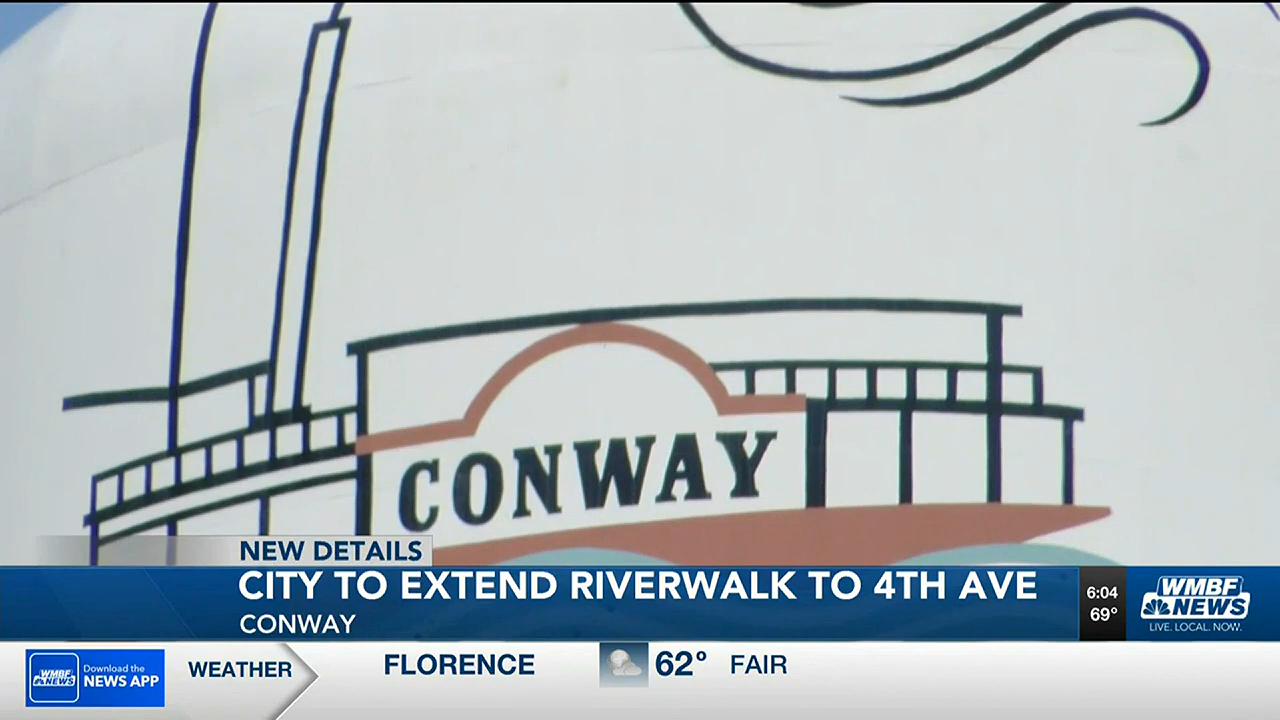 CONWAY
NEW DETAILS
CITY TO EXTEND RIVERWALK TO 4TH AVE
CONWAY
6:04
69°
WMBF
NEWS
LIVE. LOCAL. NOW.
WMBF
NEWS
Download the
NEWS APP
WEATHER
FLORENCE
62° FAIR